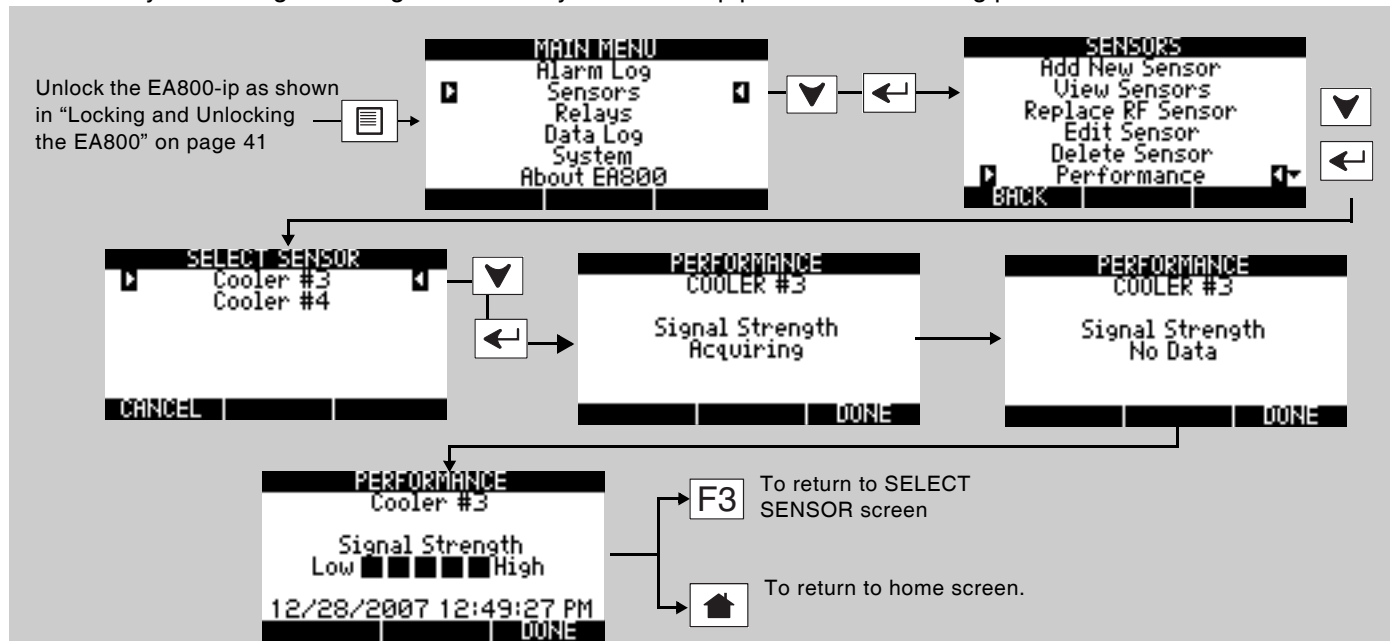 MAIN MENU
Alarm Log
Sensors
Relays
Data Log
System
About EA800
Unlock the EA800-ip as shown
in “Locking and Unlocking
the EA800” on page 41
SENSORS
Add New Sensor
View Sensors
Replace RF Sensor
Edit Sensor
Delete Sensor
Performance
BACK
SELECT SENSOR
Cooler #3
Cooler #4
CANCEL
PERFORMANCE
COOLER #3
Signal Strength
Acquiring
DONE
PERFORMANCE
COOLER #3
Signal Strength
No Data
DONE
PERFORMANCE
Cooler #3
Signal Strength
Low High
12/28/2007 12:49:27 PM
DONE
F3
To return to SELECT
SENSOR screen
To return to home screen.